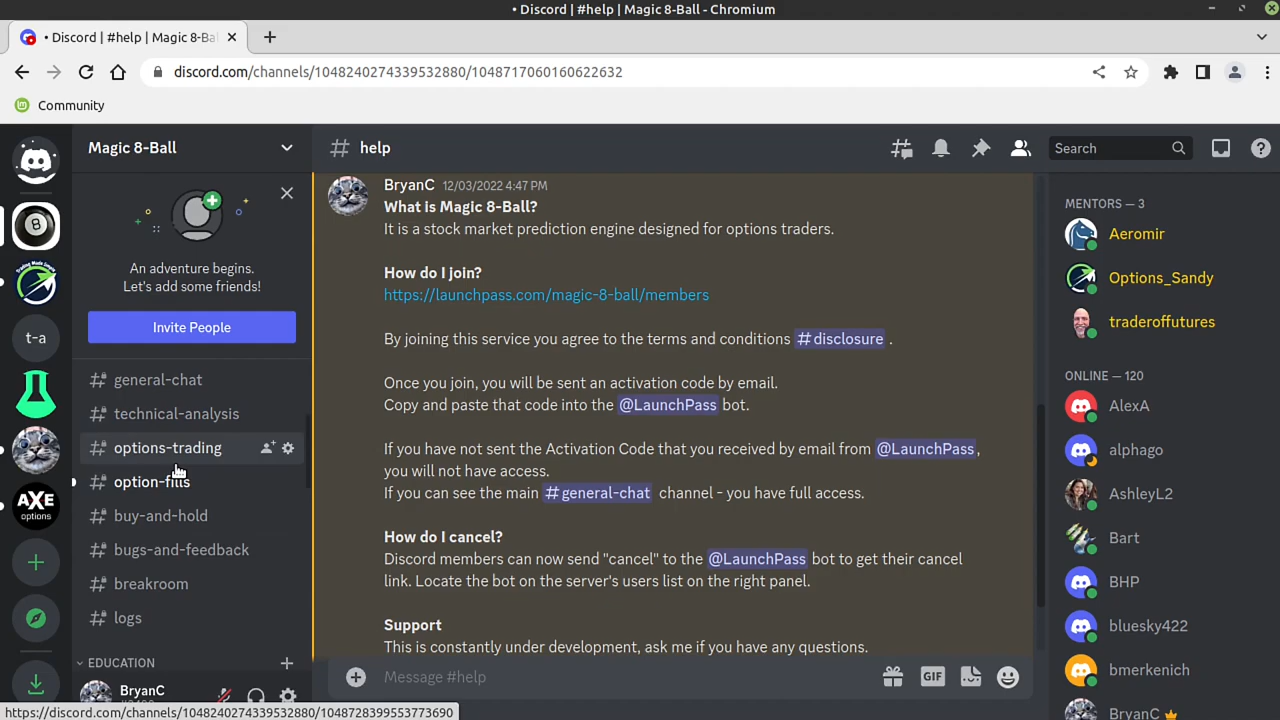 • Discord | #help | Magic 8-Ball - Chromium
• Discord | #help | Magic 8-Ba
discord.com/channels/1048240274339532880/1048717060160622632
Community
Magic 8-Ball
help
Search
An adventure begins.
Let's add some friends!
Invite People
t-a
AXE
options
general-chat
technical-analysis
options-trading
option-fills
buy-and-hold
bugs-and-feedback
breakroom
logs
EDUCATION
BryanC
BryanC 12/03/2022 4:47 PM
What is Magic 8-Ball?
It is a stock market prediction engine designed for options traders.
How do I join?
https://launchpass.com/magic-8-ball/members
By joining this service you agree to the terms and conditions # disclosure .
Once you join, you will be sent an activation code by email.
Copy and paste that code into the @LaunchPass bot.
If you have not sent the Activation Code that you received by email from @LaunchPass,
you will not have access.
If you can see the main # general-chat channel - you have full access.
How do I cancel?
Discord members can now send "cancel" to the @LaunchPass bot to get their cancel
link. Locate the bot on the server's users list on the right panel.
Support
This is constantly under development, ask me if you have any questions.
Message #help
GIF
MENTORS — 3
Aeromir
Options_Sandy
traderoffutures
ONLINE — 120
AlexA
alphago
AshleyL2
Bart
BHP
bluesky422
bmerkenich
BryanC
https://discord.com/channels/1048240274339532880/1048728399553773690